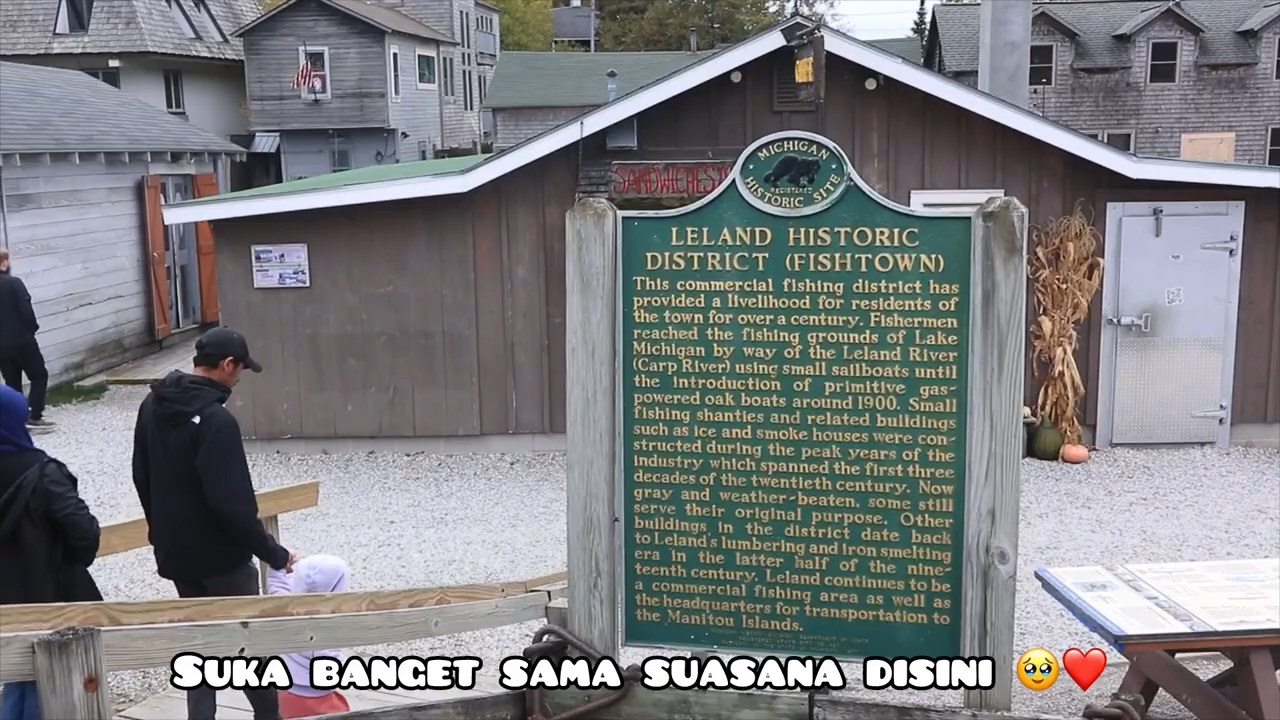 SANDWICHES
MICHIGAN
REGISTERED
HISTORIC SITE
LELAND HISTORIC
DISTRICT (FISHTOWN)
This commercial fishing district has
provided a livelihood for residents of
the town for over a century. Fishermen
reached the fishing grounds of Lake
Michigan by way of the Leland River
(Carp River) using small sailboats until
the introduction of primitive gas-
powered oak boats around 1900. Small
fishing shanties and related buildings
such as ice and smoke houses were con-
structed during the peak years of the
industry which spanned the first three
decades of the twentieth century. Now
gray and weather-beaten, some still
serve their original purpose. Other
buildings in the district date back
to Leland's lumbering and iron smelting
era in the latter half of the nine-
teenth century. Leland continues to be
a commercial fishing area as well as
the headquarters for transportation to
the Manitou Islands.
SUKA BANGET SAMA SUASANA DISINI 🥹❤️